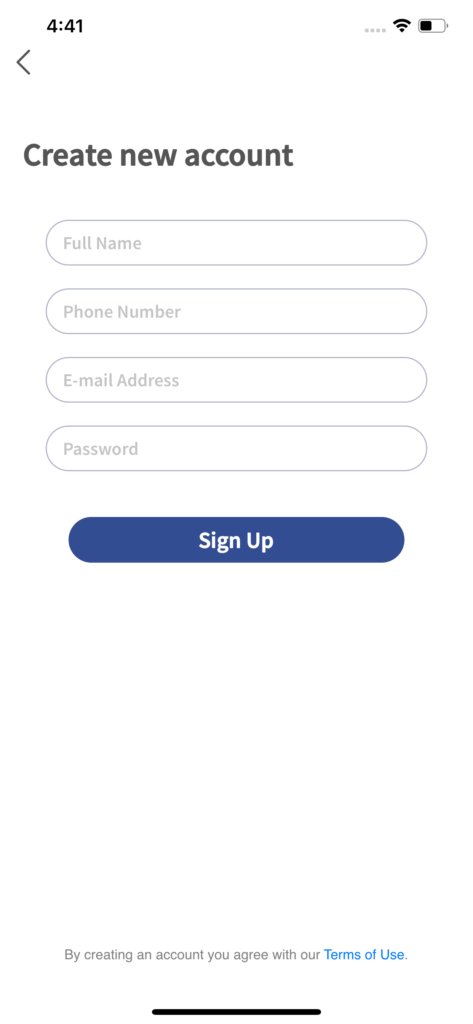 4:41
Create new account
Full Name
Phone Number
E-mail Address
Password
Sign Up
By creating an account you agree with our Terms of Use.